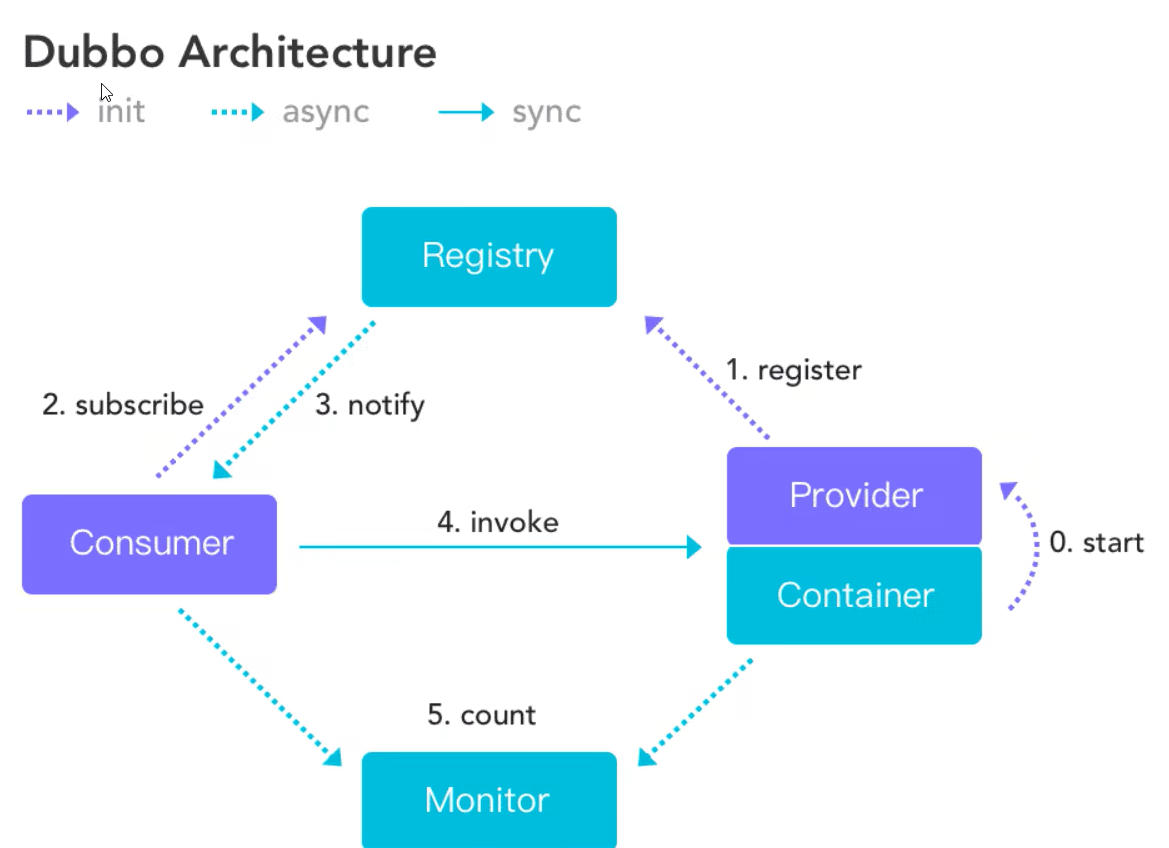 Dubbo Architecture
init async sync
Registry
1. register
2. subscribe 3. notify
Provider
4. invoke
Consumer
0. start
Container
5. count
Monitor